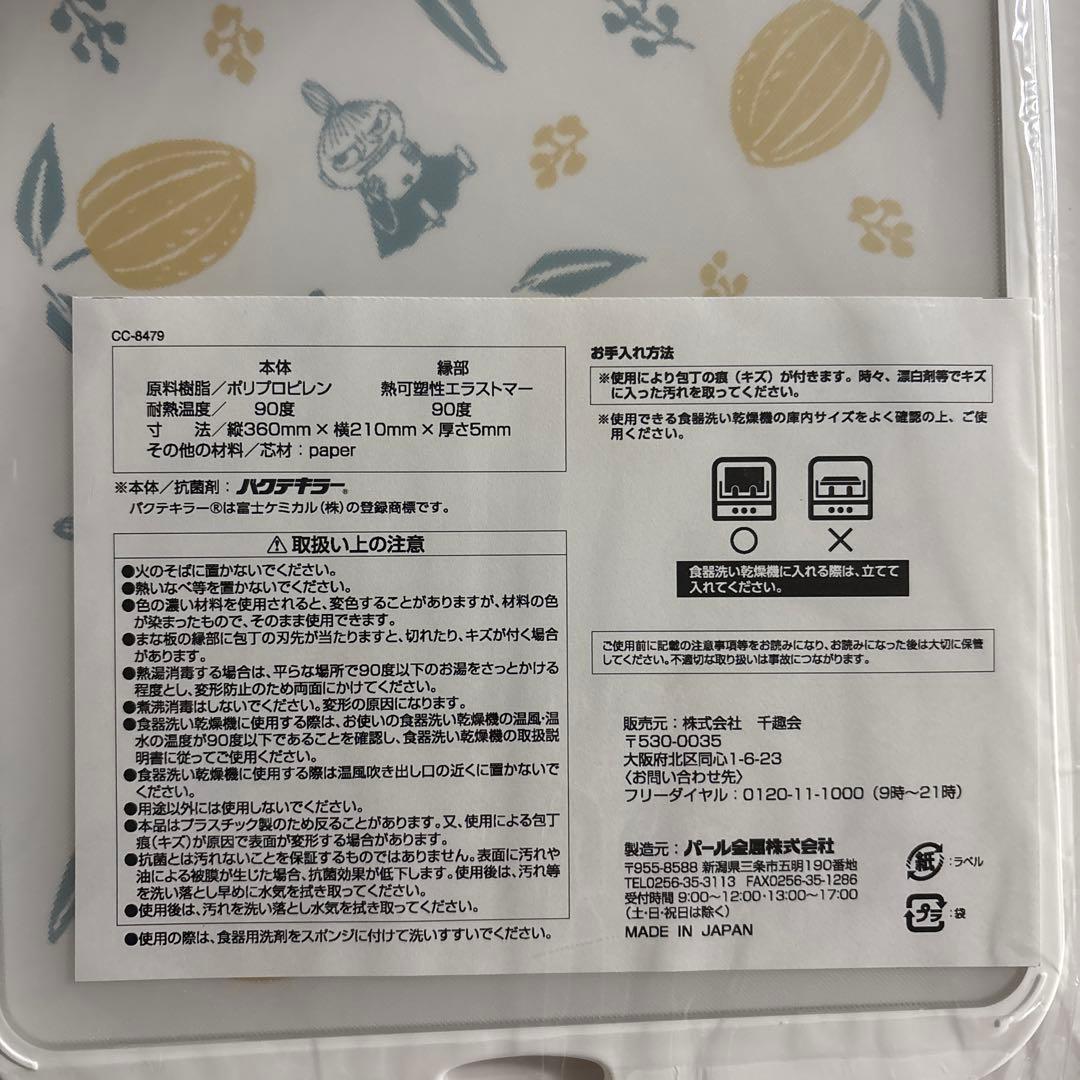 CC-8479
本体 縁部
原料樹脂／ポリプロピレン 熱可塑性エラストマー
耐熱温度／ 90度 90度
寸 法／縦360mm×横210mm×厚さ5mm
その他の材料／芯材：paper
※本体／抗菌剤：バクテキラー®
バクテキラー®は富士ケミカル(株)の登録商標です。
⚠取扱い上の注意
●火のそばに置かないでください。
●熱いなべ等を置かないでください。
●色の濃い材料を使用されると、変色することがありますが、材料の色
が染まったもので、そのまま使用できます。
●まな板の縁部に包丁の刃先が当たりますと、切れたり、キズが付く場合
があります。
●熱湯消毒する場合は、平らな場所で90度以下のお湯をさっとかける
程度とし、変形防止のため両面にかけてください。
●煮沸消毒はしないでください。変形の原因になります。
●食器洗い乾燥機に使用する際は、お使いの食器洗い乾燥機の温風・温
水の温度が90度以下であることを確認し、食器洗い乾燥機の取扱説
明書に従ってご使用ください。
●食器洗い乾燥機に使用する際は温風吹き出し口の近くに置かないで
ください。
●用途以外には使用しないでください。
●本品はプラスチック製のため反ることがあります。又、使用による包丁
痕(キズ)が原因で表面が変形する場合があります。
●抗菌とは汚れないことを保証するものではありません。表面に汚れや
油による被膜が生じた場合、抗菌効果が低下します。使用後は、汚れ等
を洗い落とし早めに水気を拭き取ってください。
●使用後は、汚れを洗い落とし水気を拭き取ってください。
●使用の際は、食器用洗剤をスポンジに付けて洗いすすいでください。
お手入れ方法
※使用により包丁の痕（キズ）が付きます。時々、漂白剤等でキズ
に入った汚れを取ってください。
※使用できる食器洗い乾燥機の庫内サイズをよく確認の上、ご使
用ください。
○ ×
食器洗い乾燥機に入れる際は、立てて
入れてください。
ご使用前に記載の注意事項等をお読みになり、お読みになった後は大切に保管
してください。不適切な取り扱いは事故につながります。
販売元：株式会社 千趣会
〒530-0035
大阪府北区同心1-6-23
〈お問い合わせ先〉
フリーダイヤル：0120-11-1000（9時〜21時）
製造元：パール金属株式会社
〒955-8588 新潟県三条市五明190番地
TEL0256-35-3113 FAX0256-35-1286
受付時間 9:00〜12:00・13:00〜17:00
(土・日・祝日は除く)
MADE IN JAPAN
紙：ラベル
プラ：袋